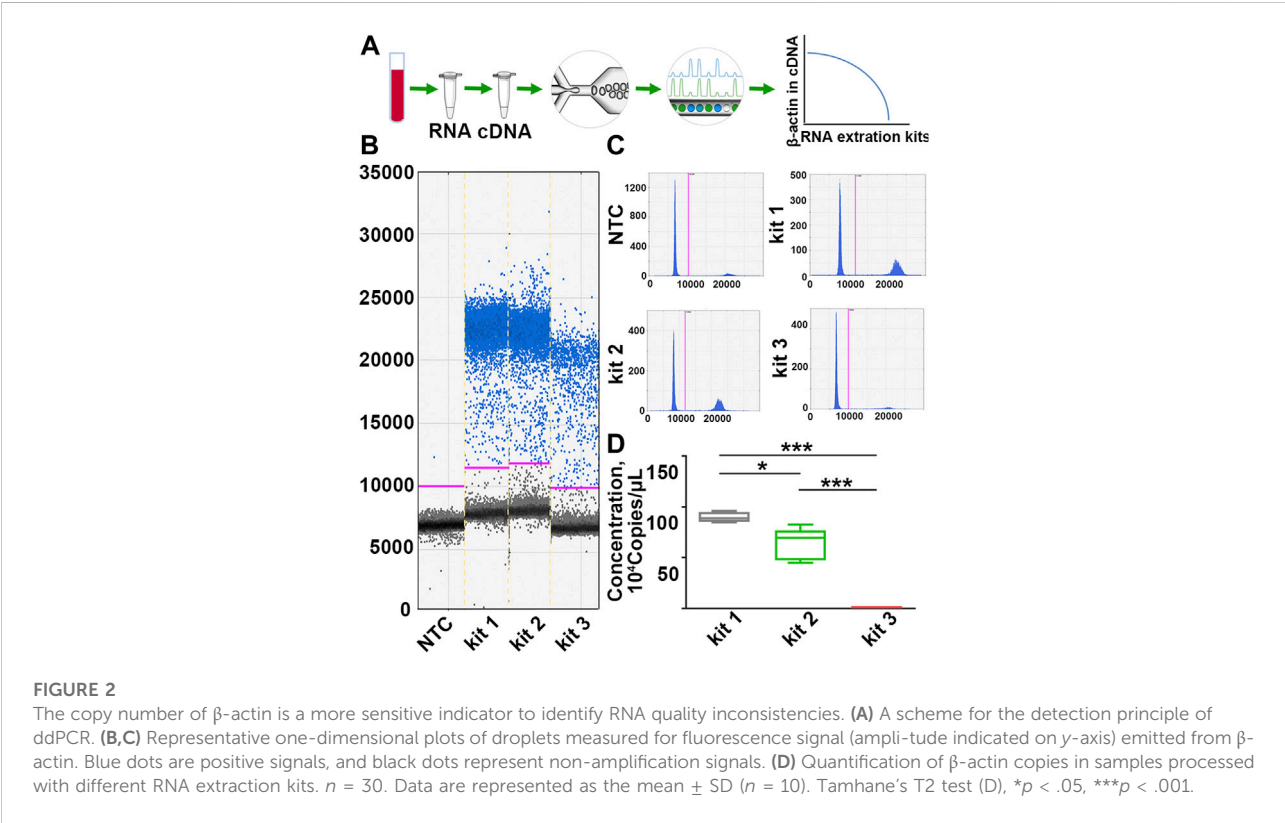 A
RNA cDNA
β-actin in cDNA
RNA extration kits
B
35000
30000
25000
20000
15000
10000
5000
0
NTC
kit 1
kit 2
kit 3
C
NTC
1200
800
400
0
0 10000 20000
kit 1
500
400
300
200
100
0
0 10000 20000
kit 2
400
200
0
0 10000 20000
kit 3
400
200
0
0 10000 20000
D
Concentration,
10⁴Copies/µL
150
100
50
***
*
***
kit 1
kit 2
kit 3
FIGURE 2
The copy number of β-actin is a more sensitive indicator to identify RNA quality inconsistencies. (A) A scheme for the detection principle of
ddPCR. (B,C) Representative one-dimensional plots of droplets measured for fluorescence signal (ampli-tude indicated on y-axis) emitted from β-
actin. Blue dots are positive signals, and black dots represent non-amplification signals. (D) Quantification of β-actin copies in samples processed
with different RNA extraction kits. n = 30. Data are represented as the mean ± SD (n = 10). Tamhane’s T2 test (D), *p < .05, ***p < .001.